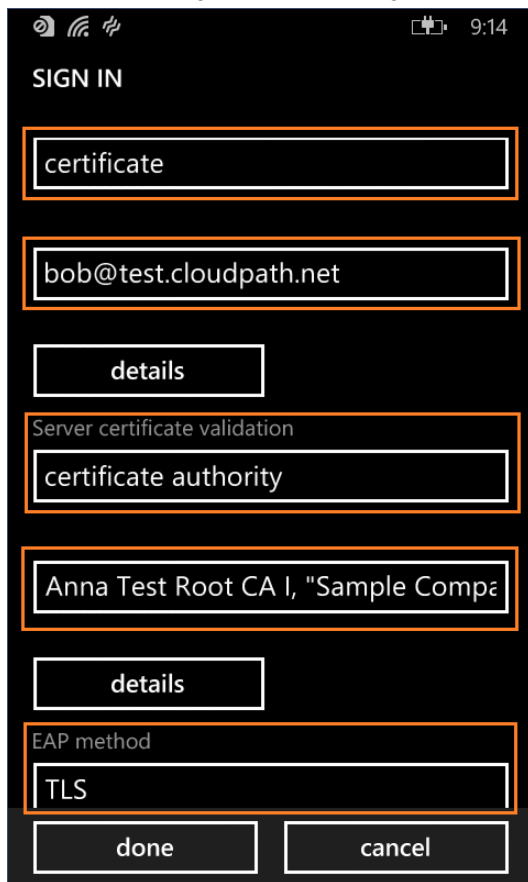 9:14
SIGN IN
certificate
bob@test.cloudpath.net
details
Server certificate validation
certificate authority
Anna Test Root CA I, "Sample Compa
details
EAP method
TLS
done cancel